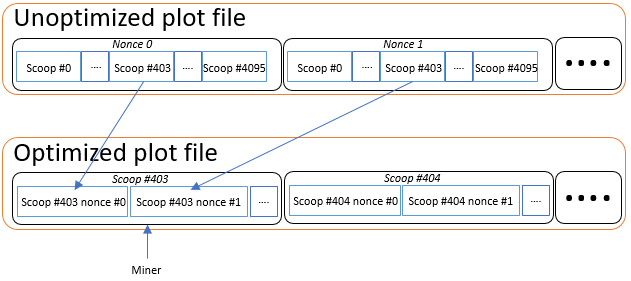 Unoptimized plot file
Nonce 0
Nonce 1
Scoop #0 .... Scoop #403 .... Scoop #4095
Scoop #0 .... Scoop #403 .... Scoop #4095
....
Optimized plot file
Scoop #403
Scoop #404
Scoop #403 nonce #0 Scoop #403 nonce #1 ....
Scoop #404 nonce #0 Scoop #404 nonce #1 ....
....
Miner